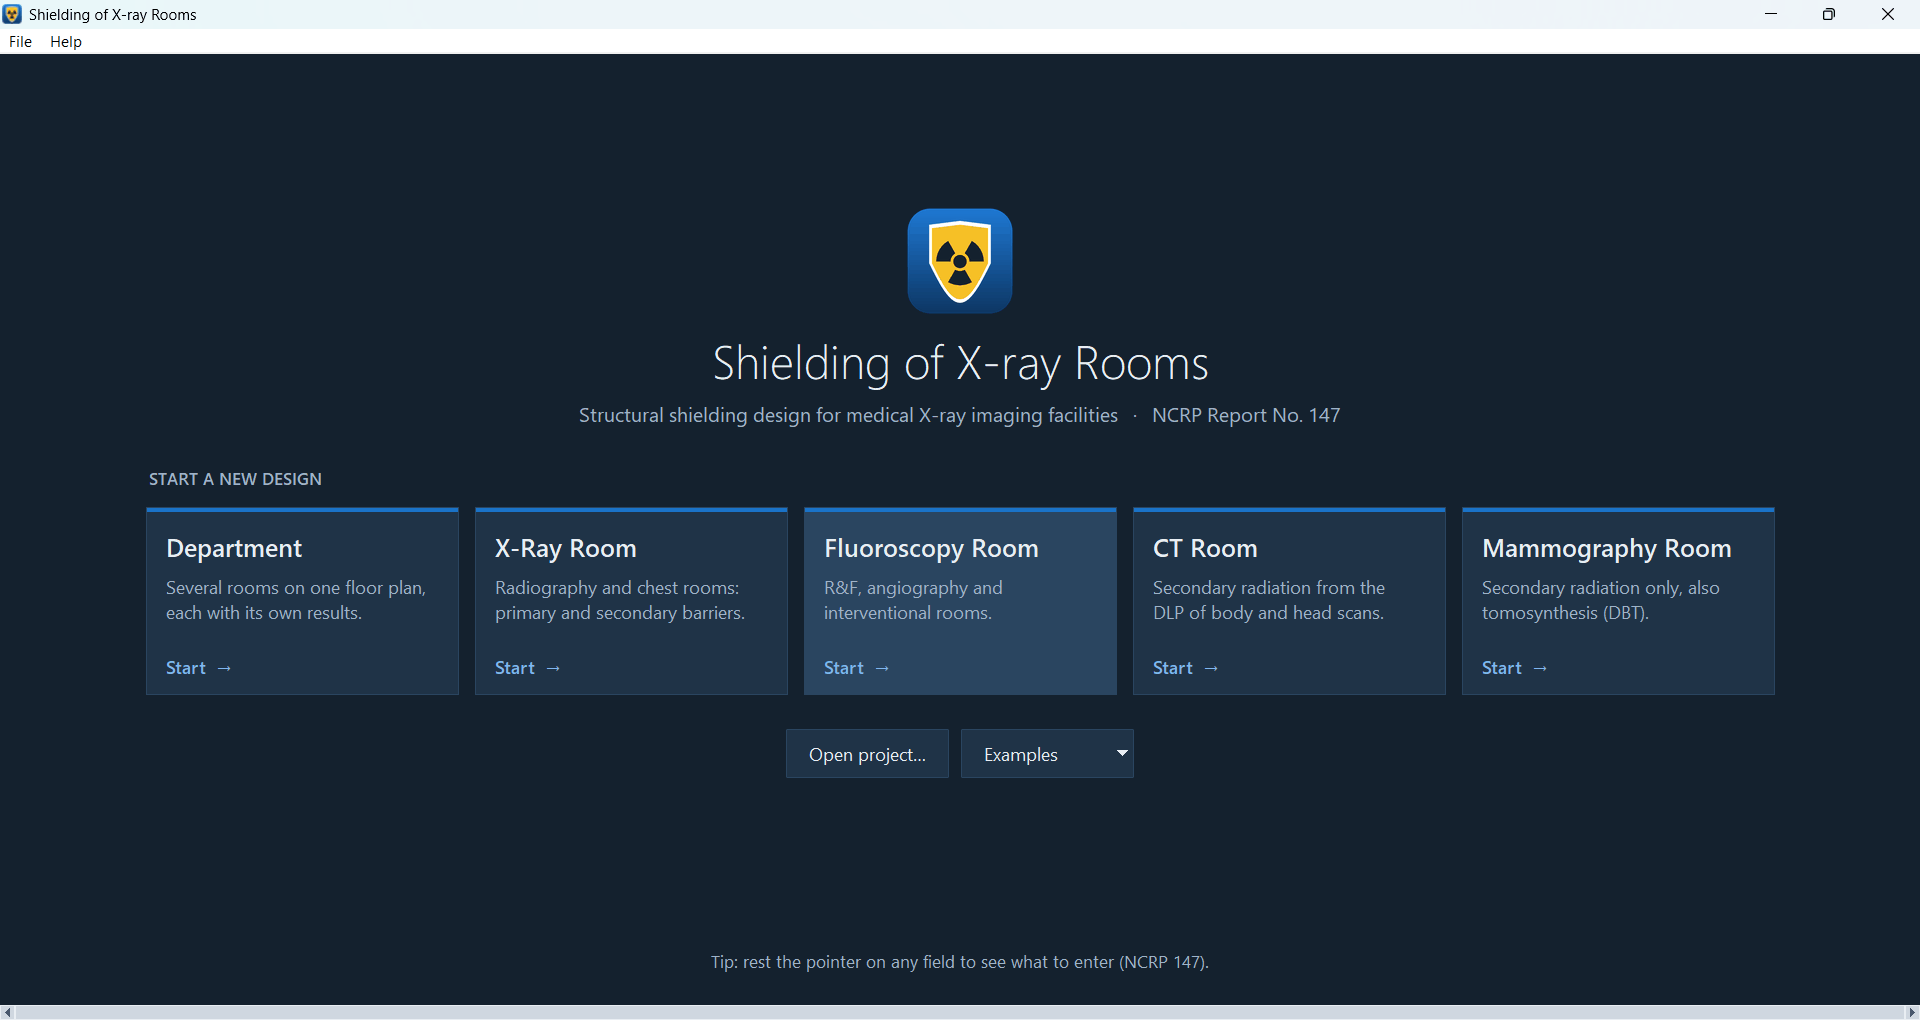 Shielding of X-ray Rooms
File Help
Shielding of X-ray Rooms
Structural shielding design for medical X-ray imaging facilities · NCRP Report No. 147
START A NEW DESIGN
Department
Several rooms on one floor plan,
each with its own results.
Start →
X-Ray Room
Radiography and chest rooms:
primary and secondary barriers.
Start →
Fluoroscopy Room
R&F, angiography and
interventional rooms.
Start →
CT Room
Secondary radiation from the
DLP of body and head scans.
Start →
Mammography Room
Secondary radiation only, also
tomosynthesis (DBT).
Start →
Open project...
Examples
Tip: rest the pointer on any field to see what to enter (NCRP 147).